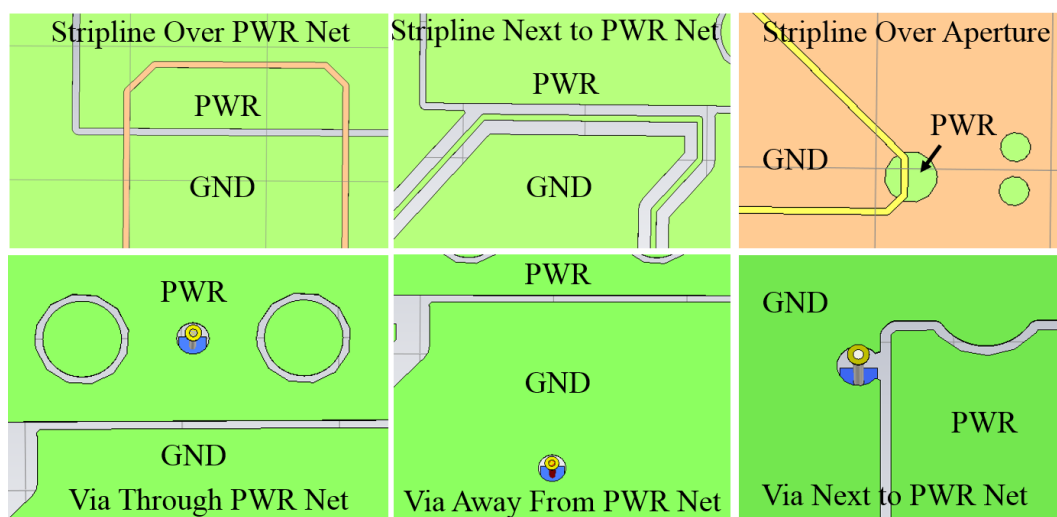 Stripline Over PWR Net
PWR
GND
Stripline Next to PWR Net
PWR
GND
Stripline Over Aperture
PWR
GND
PWR
GND
Via Through PWR Net
PWR
GND
Via Away From PWR Net
GND
PWR
Via Next to PWR Net